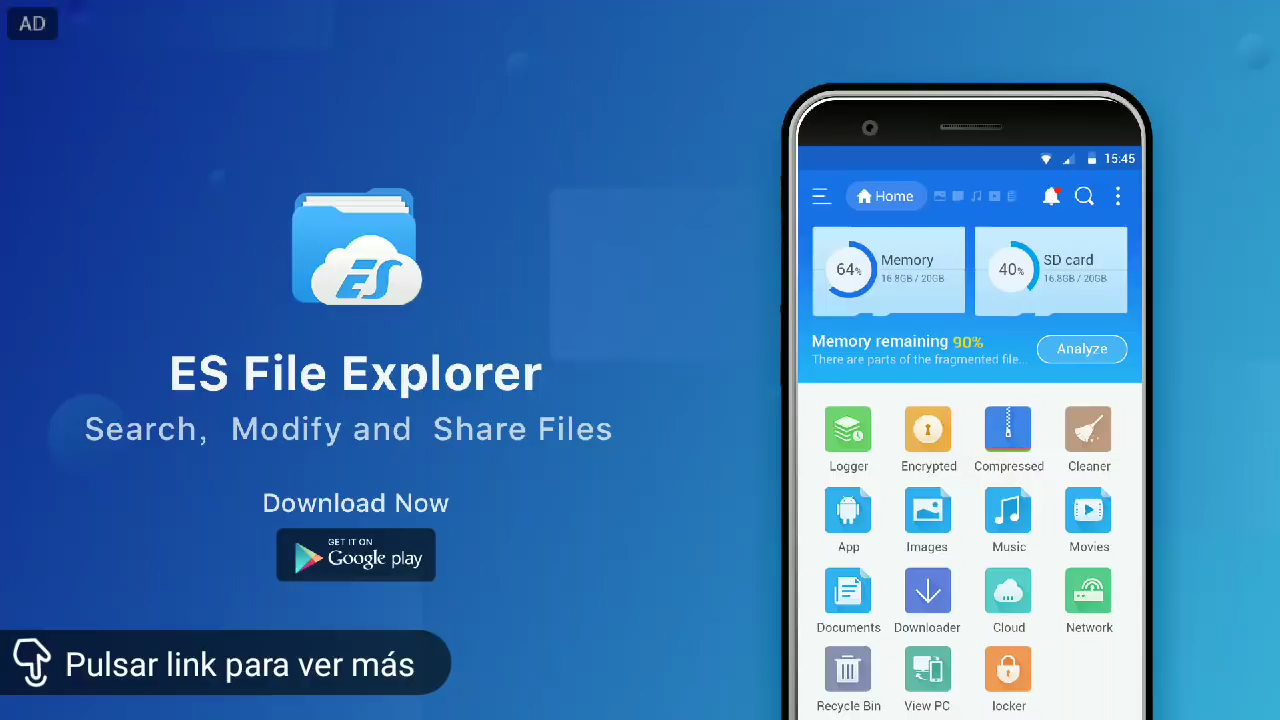 AD
ES
ES File Explorer
Search, Modify and Share Files
Download Now
GET IT ON
Google play
Pulsar link para ver más
15:45
Home
64%
Memory
16.8GB / 20GB
40%
SD card
16.8GB / 20GB
Memory remaining 90%
There are parts of the fragmented file...
Analyze
Logger Encrypted Compressed Cleaner
App Images Music Movies
Documents Downloader Cloud Network
Recycle Bin View PC locker